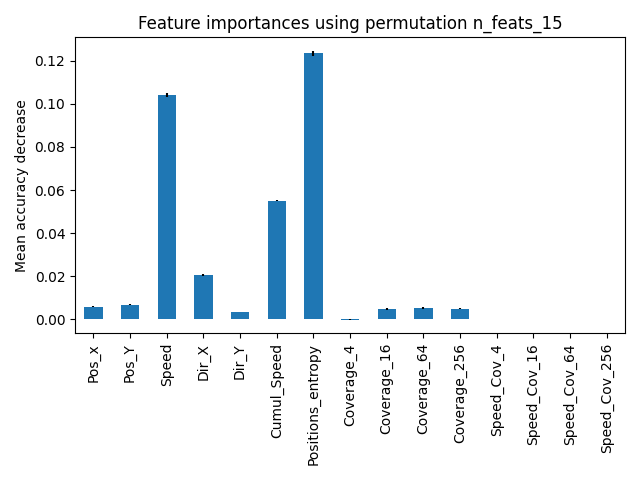 Feature importances using permutation n_feats_15
Mean accuracy decrease
0.12
0.10
0.08
0.06
0.04
0.02
0.00
Pos_x
Pos_Y
Speed
Dir_X
Dir_Y
Cumul_Speed
Positions_entropy
Coverage_4
Coverage_16
Coverage_64
Coverage_256
Speed_Cov_4
Speed_Cov_16
Speed_Cov_64
Speed_Cov_256